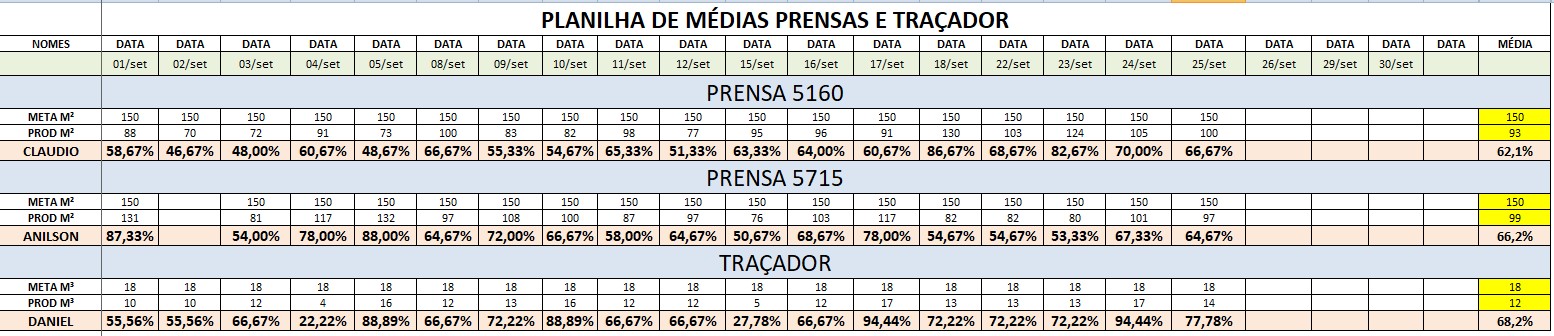 PLANILHA DE MÉDIAS PRENSAS E TRAÇADOR
NOMES DATA DATA DATA DATA DATA DATA DATA DATA DATA DATA DATA DATA DATA DATA DATA DATA DATA DATA DATA DATA DATA DATA MÉDIA
01/set 02/set 03/set 04/set 05/set 08/set 09/set 10/set 11/set 12/set 15/set 16/set 17/set 18/set 22/set 23/set 24/set 25/set 26/set 29/set 30/set
PRENSA 5160
META M² 150 150 150 150 150 150 150 150 150 150 150 150 150 150 150 150 150 150 150
PROD M² 88 70 72 91 73 100 83 82 98 77 95 96 91 130 103 124 105 100 93
CLAUDIO 58,67% 46,67% 48,00% 60,67% 48,67% 66,67% 55,33% 54,67% 65,33% 51,33% 63,33% 64,00% 60,67% 86,67% 68,67% 82,67% 70,00% 66,67% 62,1%
PRENSA 5715
META M² 150 150 150 150 150 150 150 150 150 150 150 150 150 150 150 150 150 150
PROD M² 131 81 117 132 97 108 100 87 97 76 103 117 82 82 80 101 97 99
ANILSON 87,33% 54,00% 78,00% 88,00% 64,67% 72,00% 66,67% 58,00% 64,67% 50,67% 68,67% 78,00% 54,67% 54,67% 53,33% 67,33% 64,67% 66,2%
TRAÇADOR
META M³ 18 18 18 18 18 18 18 18 18 18 18 18 18 18 18 18 18 18 18
PROD M³ 10 10 12 4 16 12 13 16 12 12 5 12 17 13 13 13 17 14 12
DANIEL 55,56% 55,56% 66,67% 22,22% 88,89% 66,67% 72,22% 88,89% 66,67% 66,67% 27,78% 66,67% 94,44% 72,22% 72,22% 72,22% 94,44% 77,78% 68,2%